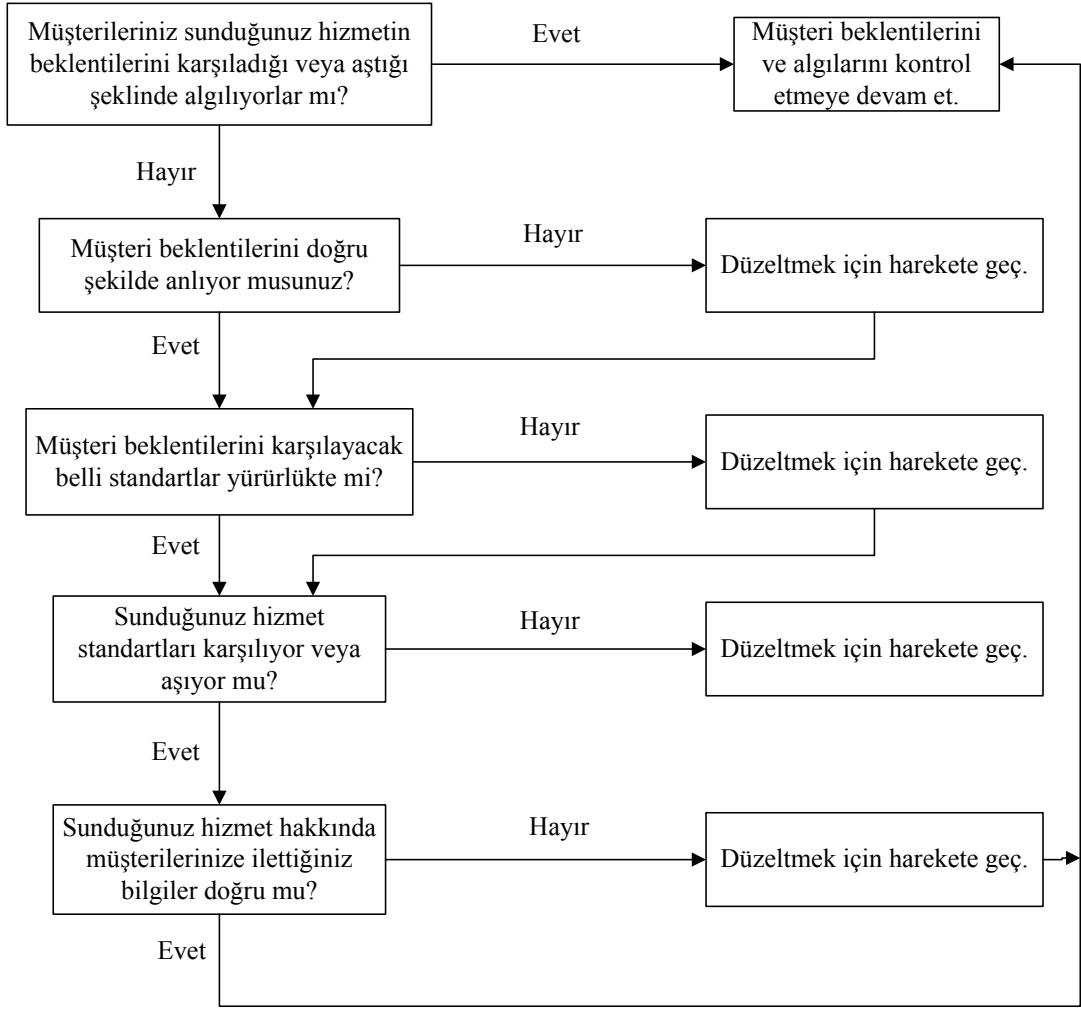 Müşterileriniz sunduğunuz hizmetin
beklentilerini karşıladığı veya aştığı
şeklinde algılıyorlar mı?
Evet
Müşteri beklentilerini
ve algılarını kontrol
etmeye devam et.
Hayır
Müşteri beklentilerini doğru
şekilde anlıyor musunuz?
Hayır
Düzeltmek için harekete geç.
Evet
Müşteri beklentilerini karşılayacak
belli standartlar yürürlükte mi?
Hayır
Düzeltmek için harekete geç.
Evet
Sunduğunuz hizmet
standartları karşılıyor veya
aşıyor mu?
Hayır
Düzeltmek için harekete geç.
Evet
Sunduğunuz hizmet hakkında
müşterilerinize ilettiğiniz
bilgiler doğru mu?
Hayır
Düzeltmek için harekete geç.
Evet